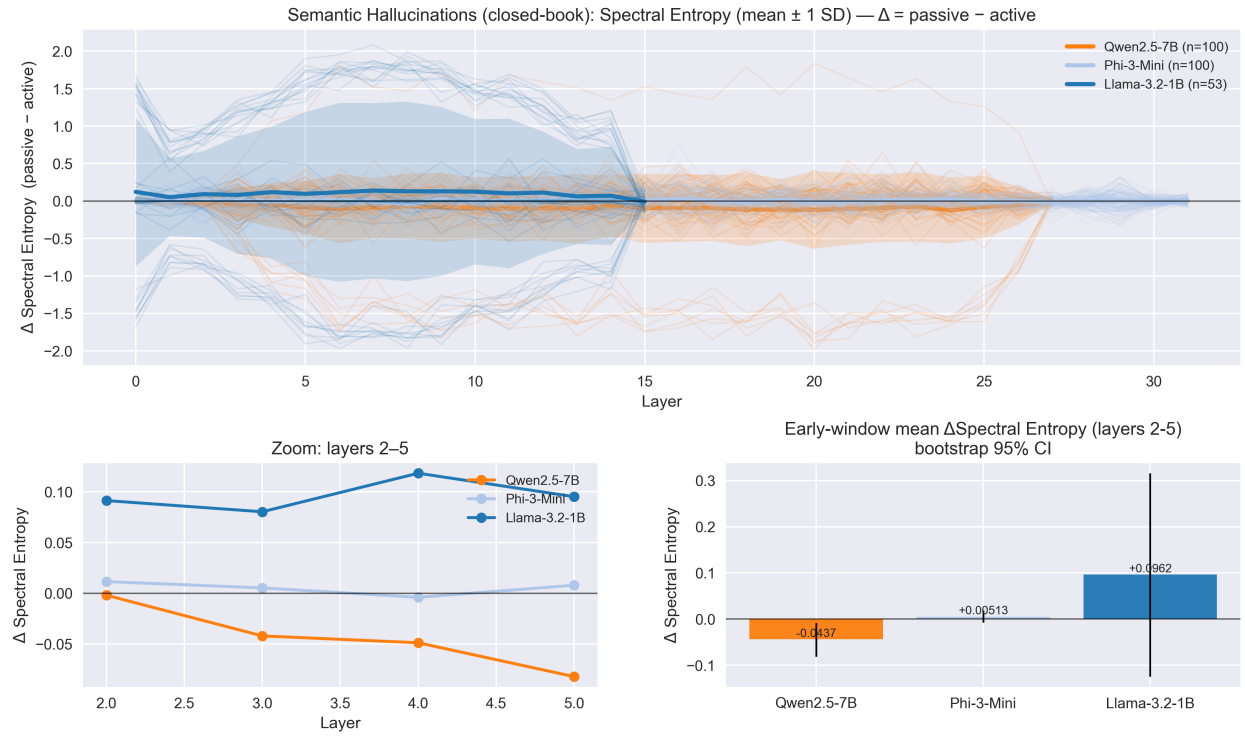 Semantic Hallucinations (closed-book): Spectral Entropy (mean ± 1 SD) — Δ = passive − active
Δ Spectral Entropy (passive − active)
2.0
1.5
1.0
0.5
0.0
−0.5
−1.0
−1.5
−2.0
Qwen2.5-7B (n=100)
Phi-3-Mini (n=100)
Llama-3.2-1B (n=53)
0 5 10 15 20 25 30
Layer
Zoom: layers 2–5
Δ Spectral Entropy
0.10
0.05
0.00
−0.05
Qwen2.5-7B
Phi-3-Mini
Llama-3.2-1B
2.0 2.5 3.0 3.5 4.0 4.5 5.0
Layer
Early-window mean ΔSpectral Entropy (layers 2-5)
bootstrap 95% CI
Δ Spectral Entropy
0.3
0.2
0.1
0.0
−0.1
-0.0437
+0.00513
+0.0962
Qwen2.5-7B Phi-3-Mini Llama-3.2-1B